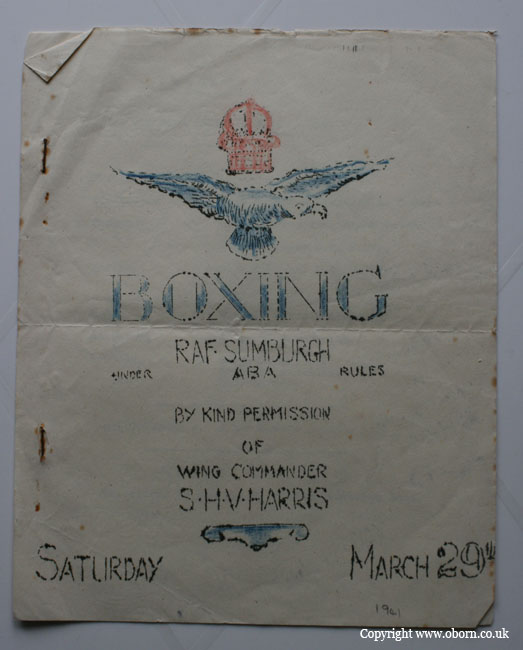 BOXING
RAF SUMBURGH
UNDER ABA RULES
BY KIND PERMISSION
OF
WING COMMANDER
S·H·V·HARRIS
SATURDAY MARCH 29th
Copyright www.oborn.co.uk